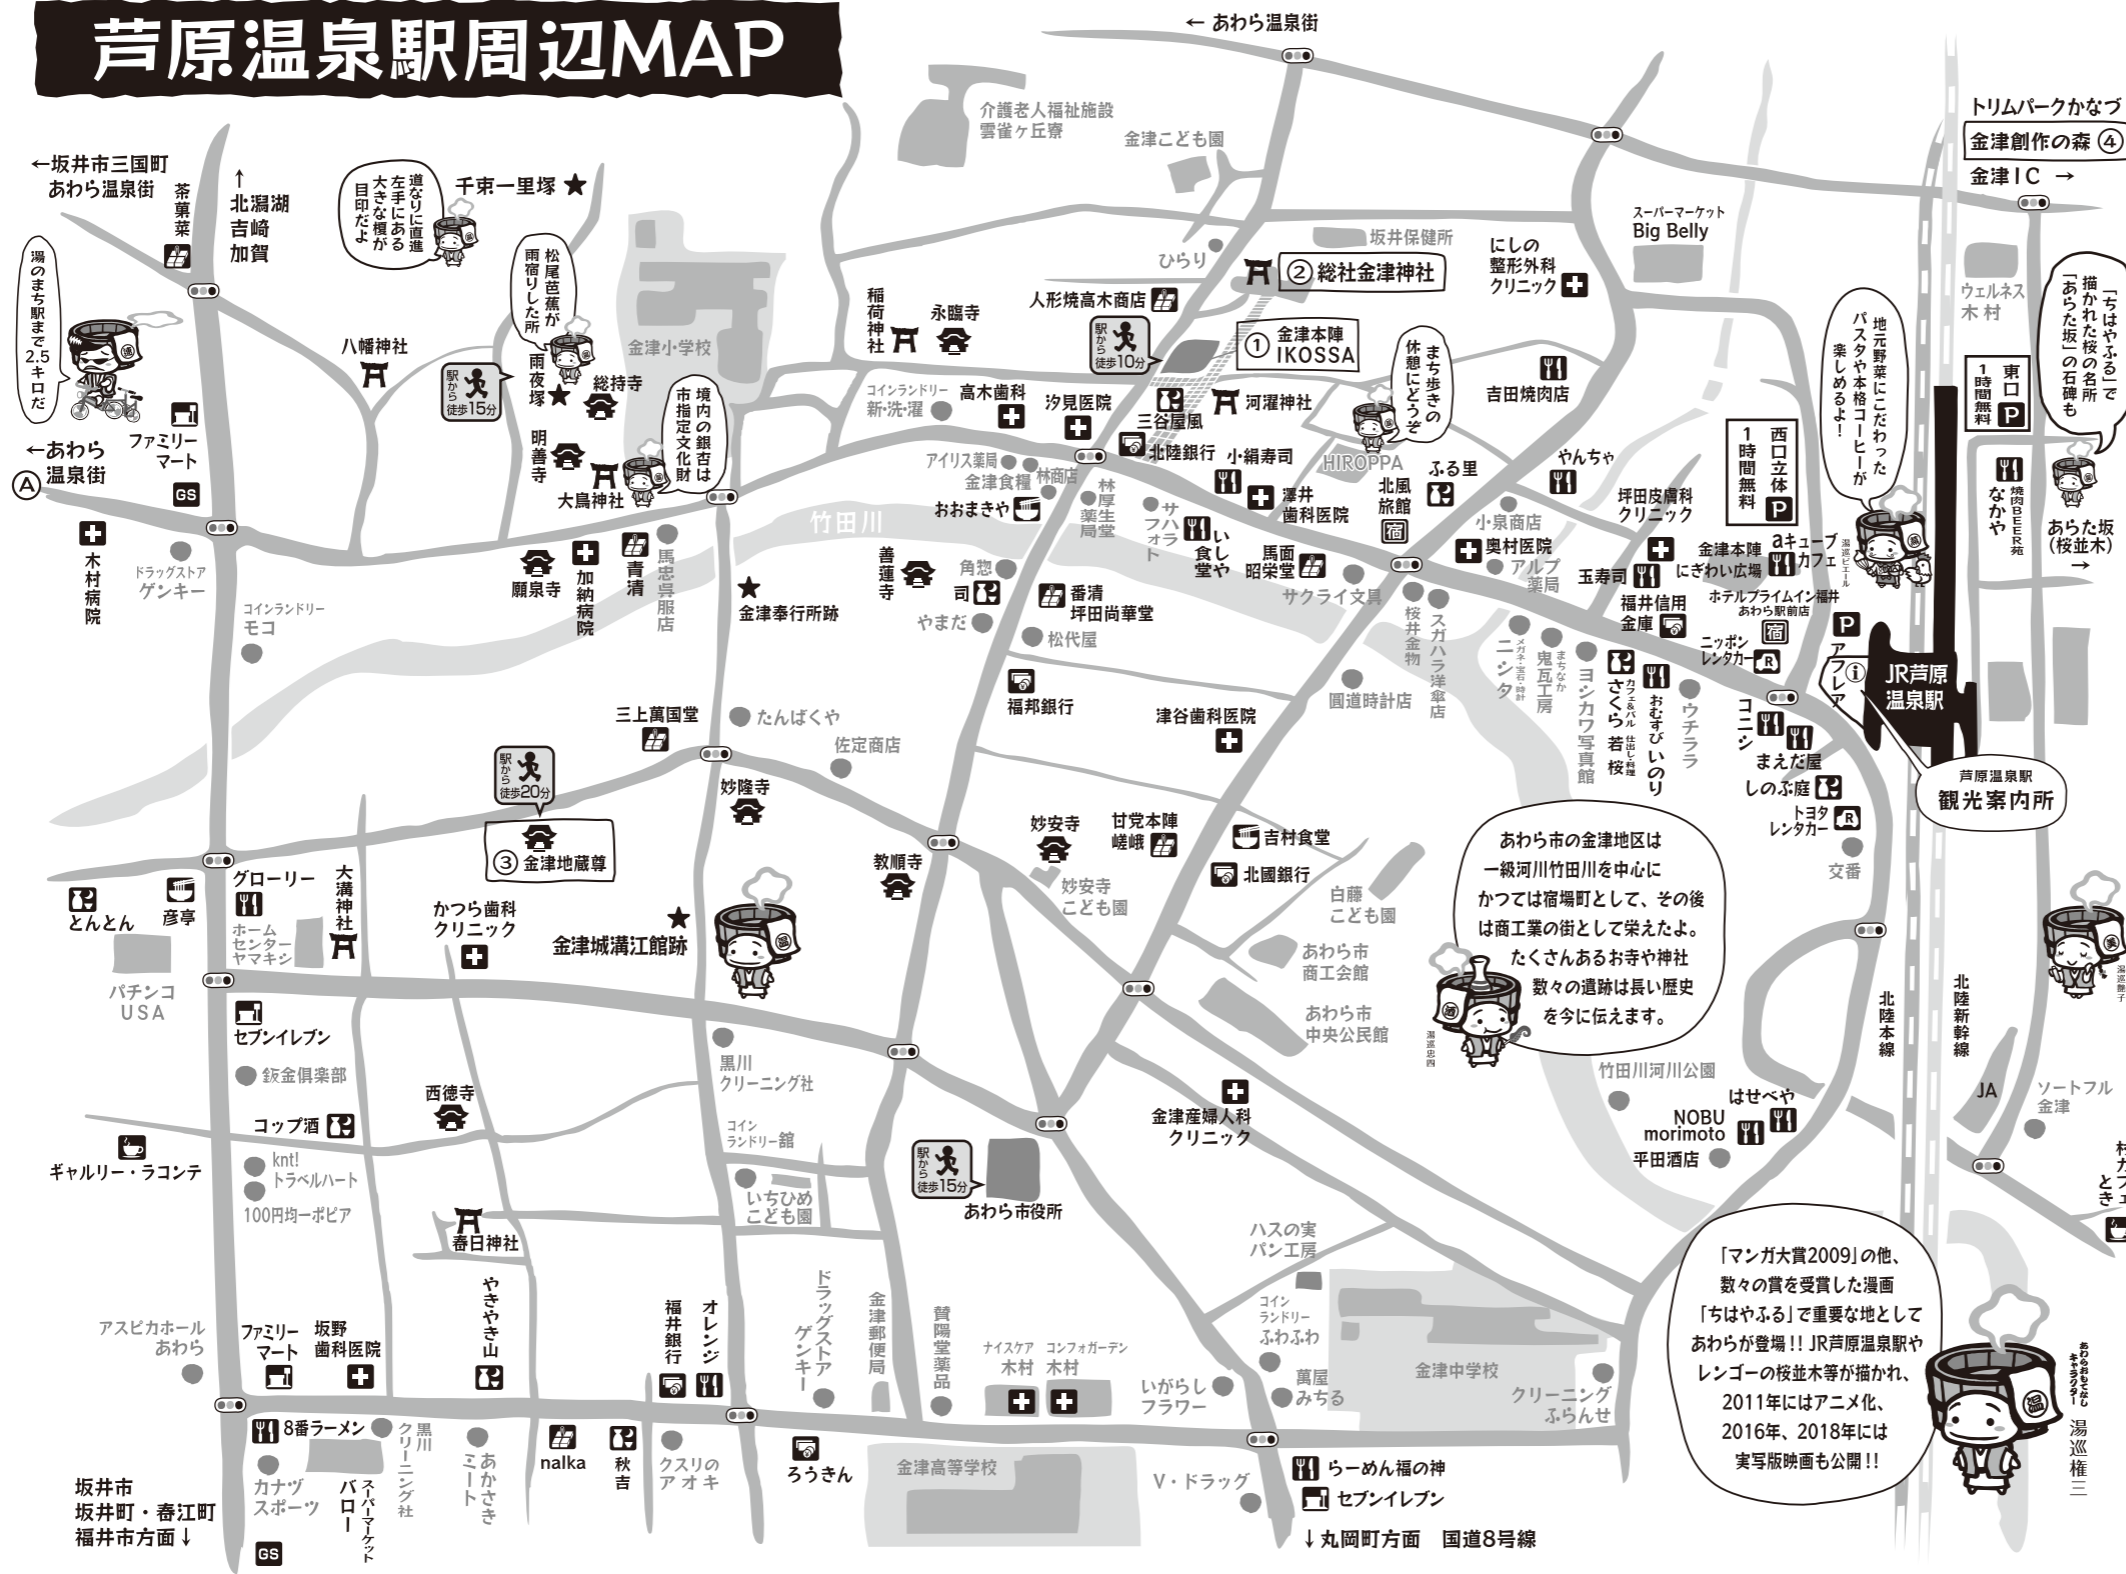 芦原温泉駅周辺MAP
← あわら温泉街
トリムパークかなづ
金津創作の森 ④
金津IC →
←坂井市三国町
あわら温泉街
茶菓菜
↑
北潟湖
吉崎
加賀
道なりに直進
左手にある
大きな榎が
目印だよ
千束一里塚 ★
湯のまち駅まで2.5キロだ
松尾芭蕉が
雨宿りした所
雨夜塚
★
八幡神社
駅から
徒歩15分
総持寺
明善寺
大鳥神社
境内の銀杏は
市指定文化財
金津小学校
ファミリー
マート
←あわら
温泉街
Ⓐ
GS
木村病院
ドラッグストア
ゲンキー
コインランドリー
モコ
願泉寺
加納病院
青清
馬忠呉服店
★
金津奉行所跡
竹田川
介護老人福祉施設
雲雀ヶ丘寮
金津こども園
ひらり
坂井保健所
② 総社金津神社
にしの
整形外科
クリニック
スーパーマーケット
Big Belly
人形焼高木商店
駅から
徒歩10分
① 金津本陣
IKOSSA
稲荷神社
永臨寺
コインランドリー
新・洗・濯
高木歯科
汐見医院
三谷屋風
河濯神社
北陸銀行
小絹寿司
澤井
歯科医院
まち歩きの
休憩にどうぞ
HIROPPA
吉田焼肉店
アイリス薬局
金津食糧
林商店
おおまきや
林厚生堂
薬局
サハラ
フォト
いしや
食堂
馬面
昭栄堂
北風
旅館
宿
ふる里
やんちゃ
小泉商店
奥村医院
アルプ
薬局
サクライ文具
善蓮寺
角惣
司
やまだ
番清
坪田尚華堂
松代屋
福邦銀行
津谷歯科医院
圓道時計店
桜井金物
スガハラ洋傘店
メガネ・宝石・時計
ニシタ
まちなか
鬼瓦工房
ヨシカワ写真館
カフェ&バル
さくら
仕出し・料理
若桜
おむすび いのり
ウチララ
坪田皮膚科
クリニック
玉寿司
福井信用
金庫
金津本陣
にぎわい広場
aキューブ
カフェ
湯巡ピエール
ホテルプライムイン福井
あわら駅前店
宿
ニッポン
レンタカー
西口立体
1時間無料
P
地元野菜にこだわった
パスタや本格コーヒーが
楽しめるよ!
P
アフレア
i
JR芦原
温泉駅
東口
1時間無料
P
ウェルネス
木村
「ちはやふる」で
描かれた桜の名所
「あらた坂」の石碑も
焼肉BEER苑
なかや
あらた坂
(桜並木)
→
コニシ
まえだ屋
しのぶ庭
トヨタ
レンタカー
交番
芦原温泉駅
観光案内所
三上萬国堂
たんばくや
佐定商店
駅から
徒歩20分
③ 金津地蔵尊
妙隆寺
教順寺
妙安寺
妙安寺
こども園
甘党本陣
嵯峨
吉村食堂
北國銀行
白藤
こども園
あわら市
商工会館
あわら市
中央公民館
とんとん
彦亭
グローリー
ホーム
センター
ヤマキシ
大溝神社
かつら歯科
クリニック
★
金津城溝江館跡
パチンコ
USA
セブンイレブン
鈑金倶楽部
コップ酒
西徳寺
ギャルリー・ラコンテ
knt!
トラベルハート
100円均一ポピア
春日神社
黒川
クリーニング社
コイン
ランドリー舘
いちひめ
こども園
駅から
徒歩15分
あわら市役所
金津産婦人科
クリニック
あわら市の金津地区は
一級河川竹田川を中心に
かつては宿場町として、その後
は商工業の街として栄えたよ。
たくさんあるお寺や神社
数々の遺跡は長い歴史
を今に伝えます。
湯巡忠四
竹田川河川公園
はせべや
NOBU
morimoto
平田酒店
北陸本線
北陸新幹線
JA
ソートフル
金津
「マンガ大賞2009」の他、
数々の賞を受賞した漫画
「ちはやふる」で重要な地として
あわらが登場!! JR芦原温泉駅や
レンゴーの桜並木等が描かれ、
2011年にはアニメ化、
2016年、2018年には
実写版映画も公開!!
あわらおもてなし
キャラクター
湯巡権三
ハスの実
パン工房
コイン
ランドリー
ふわふわ
萬屋
みちる
金津中学校
クリーニング
ふらんせ
アスピカホール
あわら
ファミリー
マート
坂野
歯科医院
やきやき山
福井銀行
オレンジ
ドラッグストア
ゲンキー
金津郵便局
賛陽堂薬品
ナイスケア
木村
コンフォガーデン
木村
いがらし
フラワー
8番ラーメン
カナヅ
スポーツ
スーパーマーケット
バロー
黒川
クリーニング社
あかさき
ミート
nalka
秋吉
クスリの
アオキ
ろうきん
金津高等学校
V・ドラッグ
らーめん福の神
セブンイレブン
↓丸岡町方面 国道8号線
坂井市
坂井町・春江町
福井市方面↓
GS